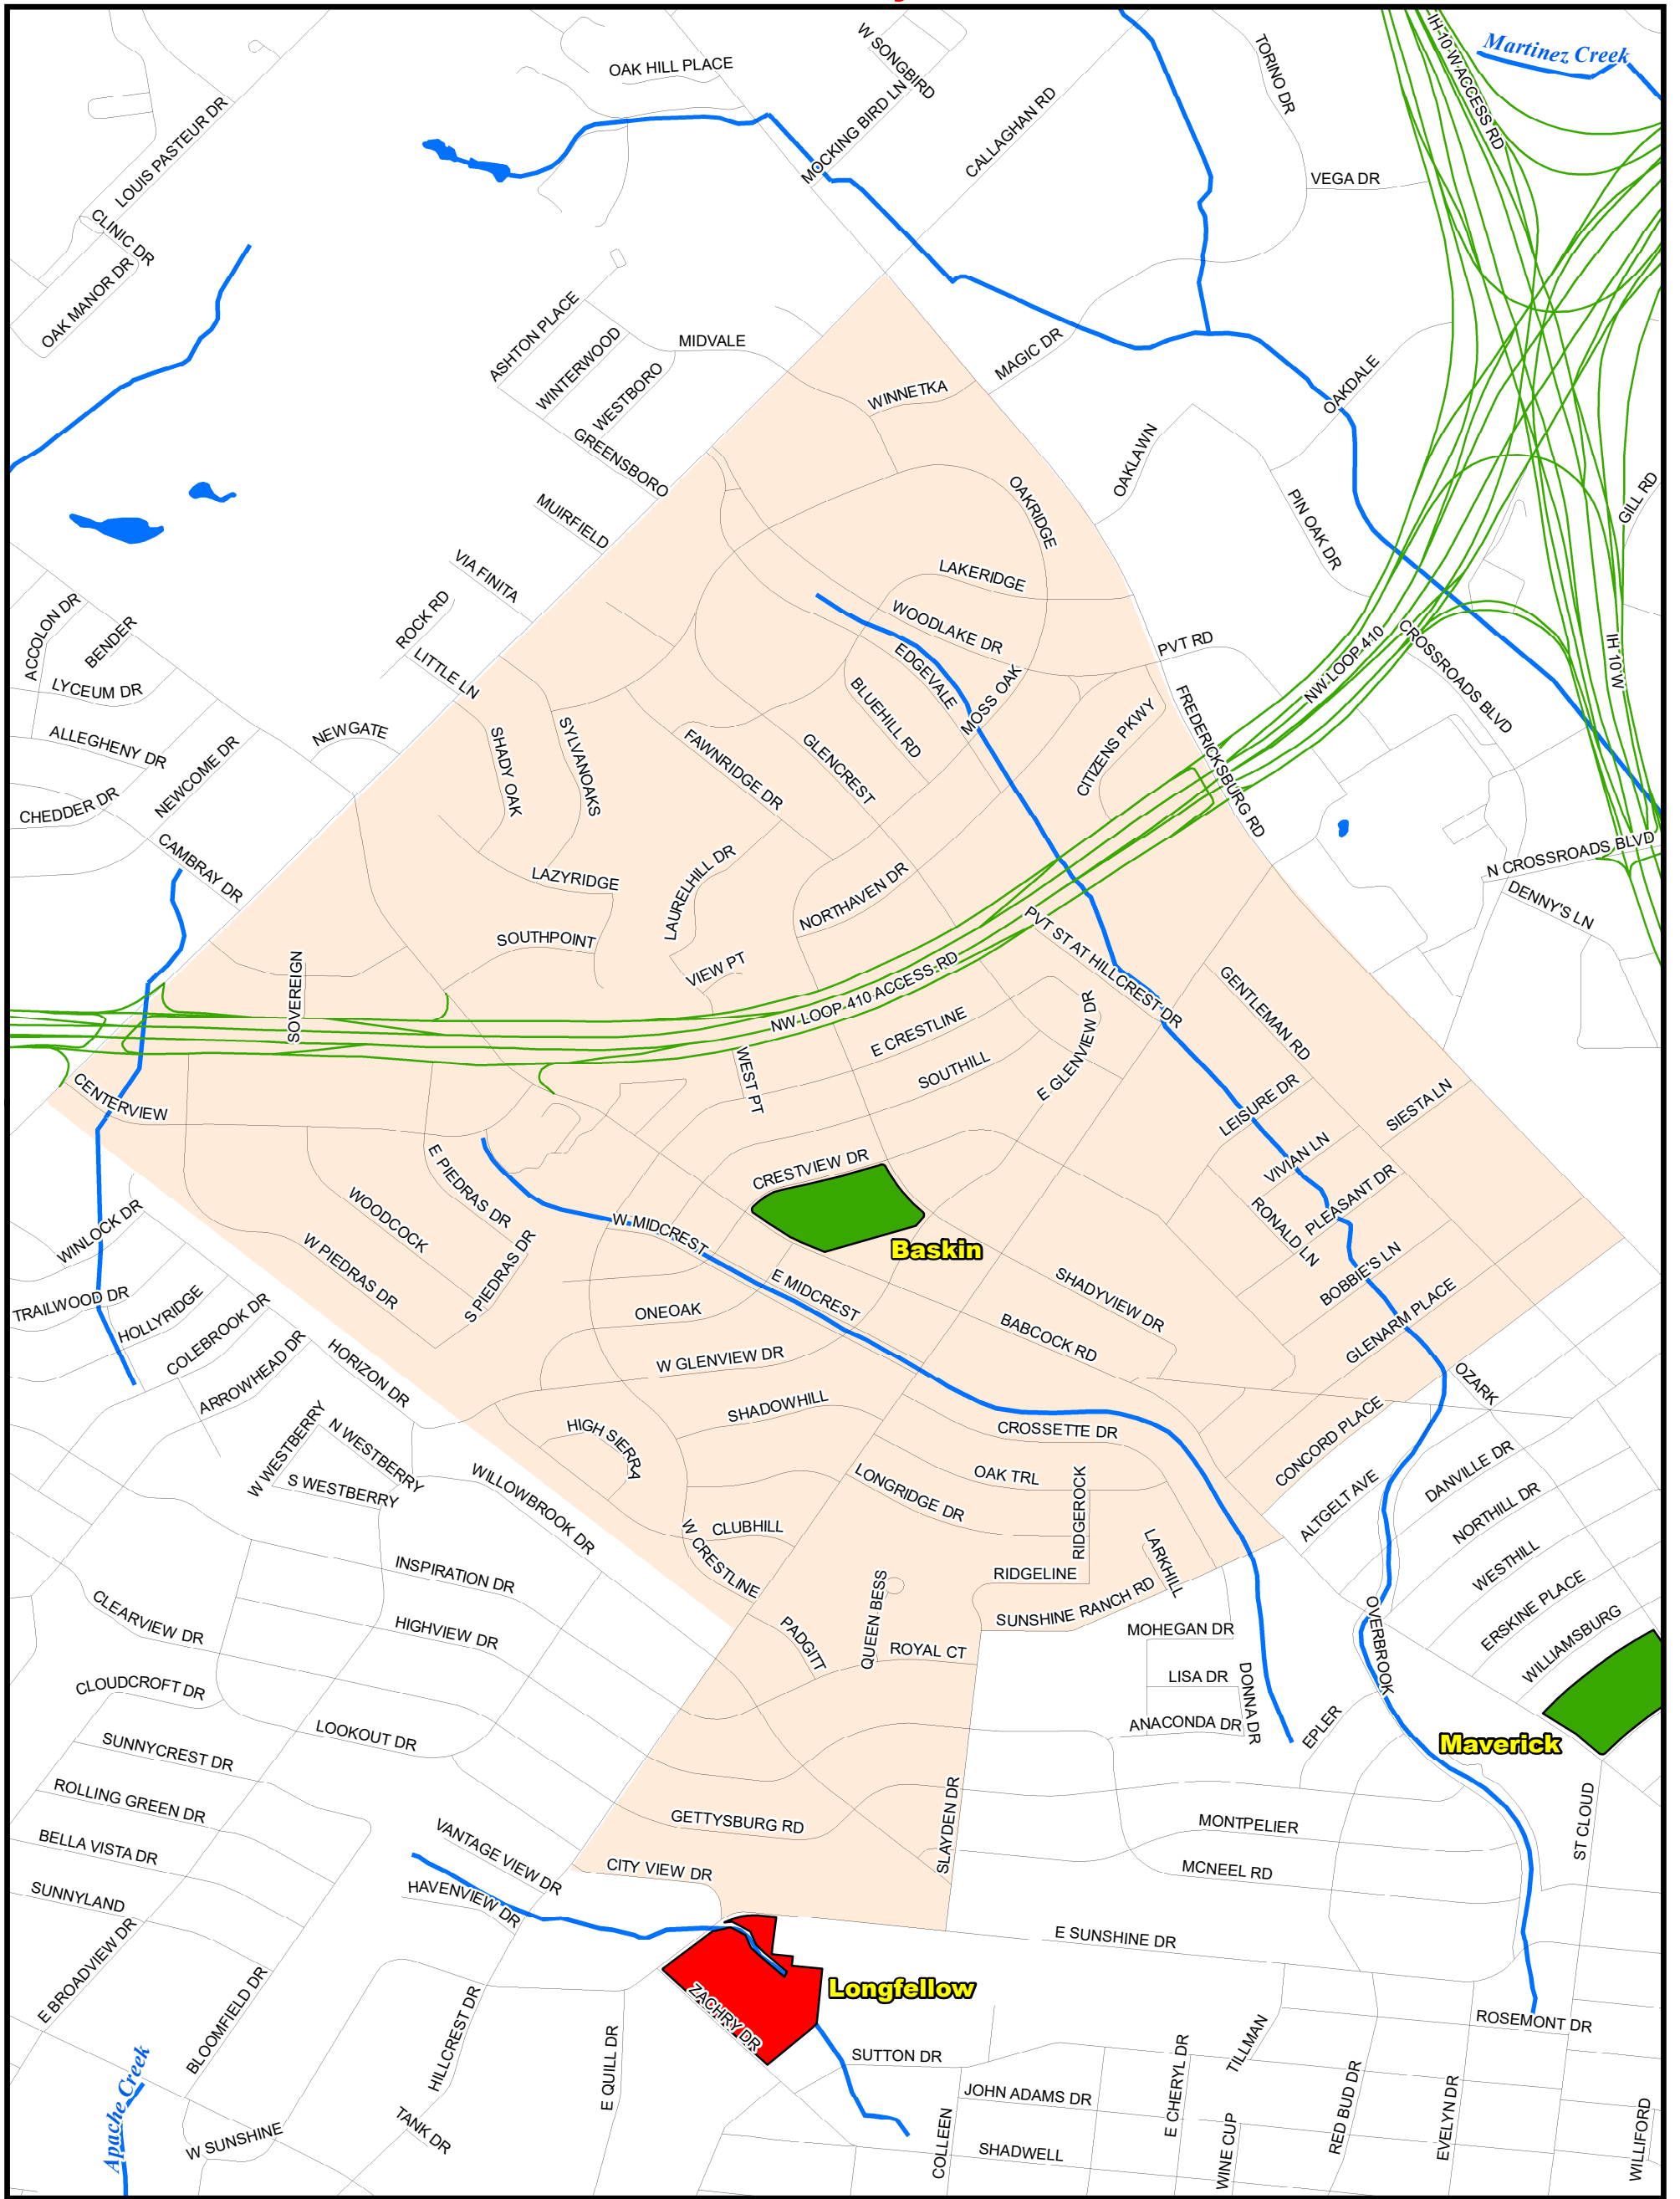 W SONGBIRD
IH 10 W ACCESS RD
TORINO DR
Martinez Creek
OAK HILL PLACE
MOCKING BIRD LN
CALLAGHAN RD
LOUIS PASTEUR DR
VEGA DR
CLINIC DR
OAK MANOR DR
ASHTON PLACE
WINTERWOOD
MIDVALE
MAGIC DR
WESTBORO
WINNETKA
OAKDALE
GREENSBORO
OAKLAWN
MUIRFIELD
OAKRIDGE
PIN OAK DR
GILL RD
VIA FINITA
LAKERIDGE
ACCOLON DR
BENDER
ROCK RD
WOODLAKE DR
PVT RD
NW LOOP 410
CROSSROADS BLVD
IH 10 W
LITTLE LN
LYCEUM DR
EDGEVALE
MOSS OAK
BLUEHILL RD
CITIZENS PKWY
FREDERICKSBURG RD
NEWGATE
ALLEGHENY DR
NEWCOME DR
SHADY OAK
SYLVANOAKS
FAWNRIDGE DR
GLENCREST
CHEDDER DR
CAMBRAY DR
LAZYRIDGE
LAURELHILL DR
NORTHAVEN DR
N CROSSROADS BLVD
DENNY'S LN
SOUTHPOINT
PVT ST AT HILLCREST DR
SOVEREIGN
VIEW PT
NW LOOP 410 ACCESS RD
GENTLEMAN RD
E CRESTLINE
SOUTHILL
E GLENVIEW DR
WEST PT
CENTERVIEW
LEISURE DR
SIESTA LN
VIVIAN LN
E PIEDRAS DR
CRESTVIEW DR
PLEASANT DR
RONALD LN
WOODCOCK
WINLOCK DR
W MIDCREST
Baskin
W PIEDRAS DR
S PIEDRAS DR
BOBBIE'S LN
TRAILWOOD DR
HOLLYRIDGE
COLEBROOK DR
E MIDCREST
SHADYVIEW DR
ONEOAK
BABCOCK RD
GLENARM PLACE
ARROWHEAD DR
HORIZON DR
W GLENVIEW DR
OZARK
SHADOWHILL
CONCORD PLACE
W WESTBERRY
N WESTBERRY
HIGH SIERRA
CROSSETTE DR
S WESTBERRY
WILLOWBROOK DR
LONGRIDGE DR
OAK TRL
RIDGEROCK
ALTGELT AVE
DANVILLE DR
NORTHILL DR
CLUBHILL
W CRESTLINE
LARKHILL
WESTHILL
INSPIRATION DR
RIDGELINE
ERSKINE PLACE
CLEARVIEW DR
HIGHVIEW DR
PADGITT
QUEEN BESS
SUNSHINE RANCH RD
OVERBROOK
WILLIAMSBURG
MOHEGAN DR
ROYAL CT
LISA DR
DONNA DR
CLOUDCROFT DR
LOOKOUT DR
ANACONDA DR
EPLER
Maverick
SUNNYCREST DR
ROLLING GREEN DR
GETTYSBURG RD
SLAYDEN DR
MONTPELIER
ST CLOUD
BELLA VISTA DR
VANTAGE VIEW DR
CITY VIEW DR
MCNEEL RD
SUNNYLAND
HAVENVIEW DR
E BROADVIEW DR
E SUNSHINE DR
Longfellow
ZACHRY DR
BLOOMFIELD DR
HILLCREST DR
E QUILL DR
ROSEMONT DR
Apache Creek
SUTTON DR
E CHERYL DR
TILLMAN
JOHN ADAMS DR
RED BUD DR
EVELYN DR
WILLIFORD
W SUNSHINE
TANK DR
COLLEEN
SHADWELL
WINE CUP